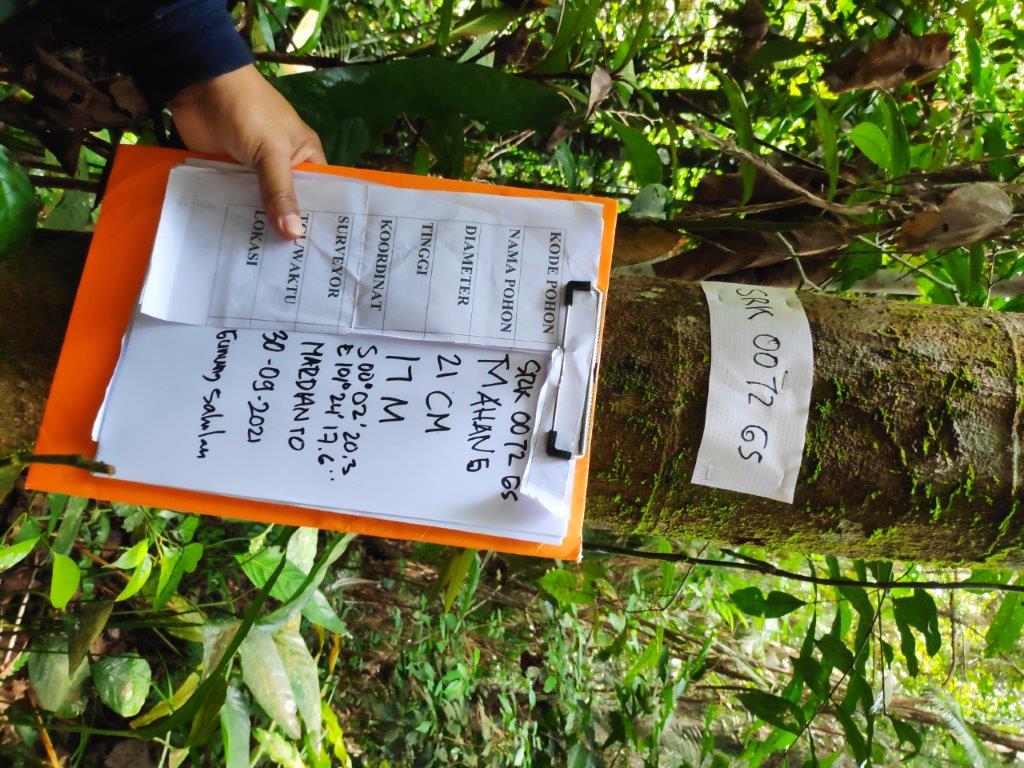 SRK 0072 GS
KODE POHON SRK 0072 GS
NAMA POHON MAHANG
DIAMETER 21 CM
TINGGI 17 M
KOORDINAT S 00° 02' 20.3 E 101° 24' 17.6''
SURVEYOR MARDIANTO
TGL/WAKTU 30-09-2021
LOKASI Gunung Sahilan